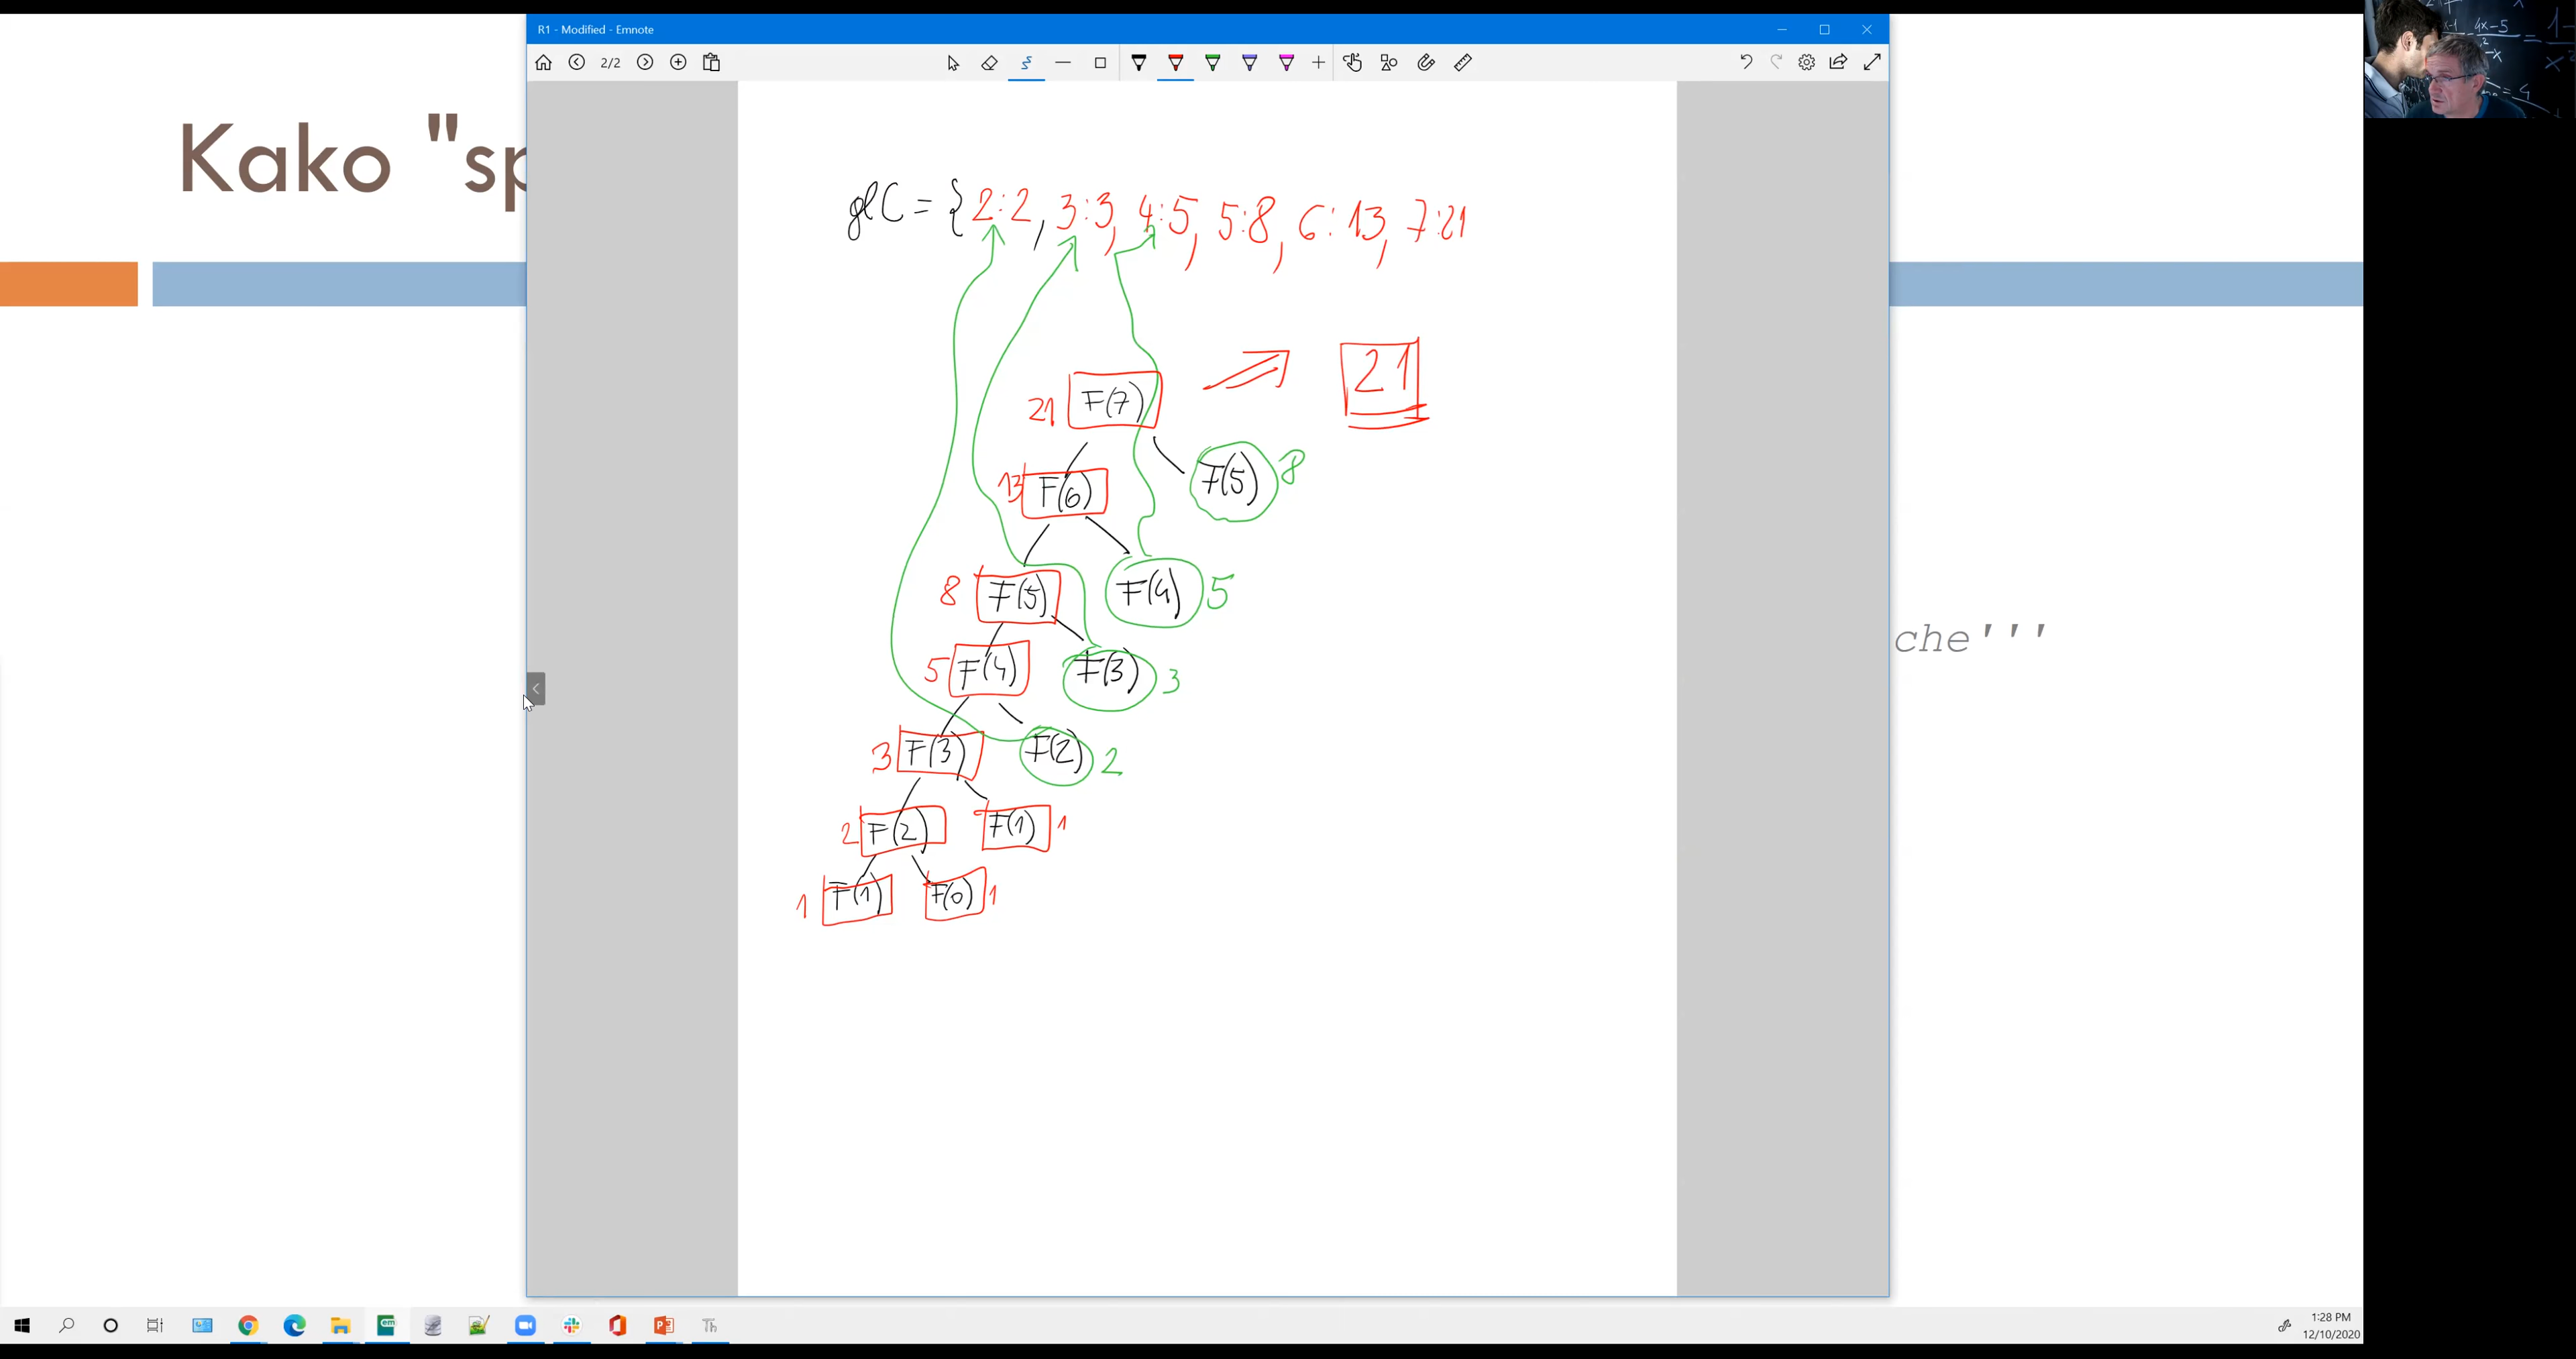 R1 - Modified - Emnote
2/2
Kako "sp
glC = {2:2, 3:3, 4:5, 5:8, 6:13, 7:21
21 F(7) 21
13 F(6) F(5) 8
8 F(5) F(4) 5
5 F(4) F(3) 3
3 F(3) F(2) 2
2 F(2) F(1) 1
1 F(1) F(0) 1
che'''
1:28 PM
12/10/2020